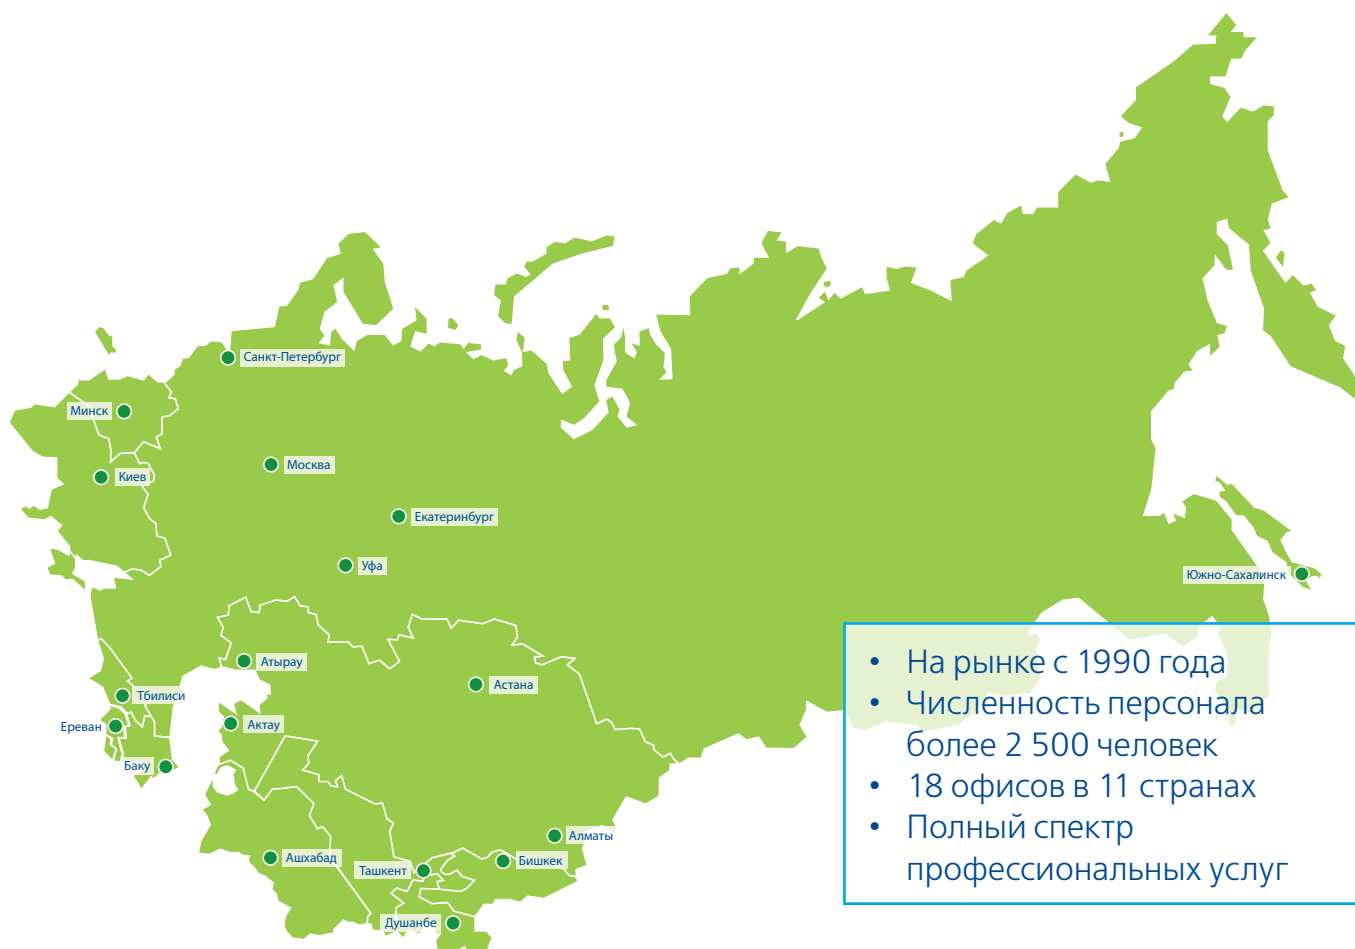 Санкт-Петербург
Минск
Москва
Киев
Екатеринбург
Уфа
Южно-Сахалинск
Атырау
Астана
Тбилиси
Ереван
Актау
Баку
Алматы
Ашхабад
Бишкек
Ташкент
Душанбе
• На рынке с 1990 года
• Численность персонала
более 2 500 человек
• 18 офисов в 11 странах
• Полный спектр
профессиональных услуг